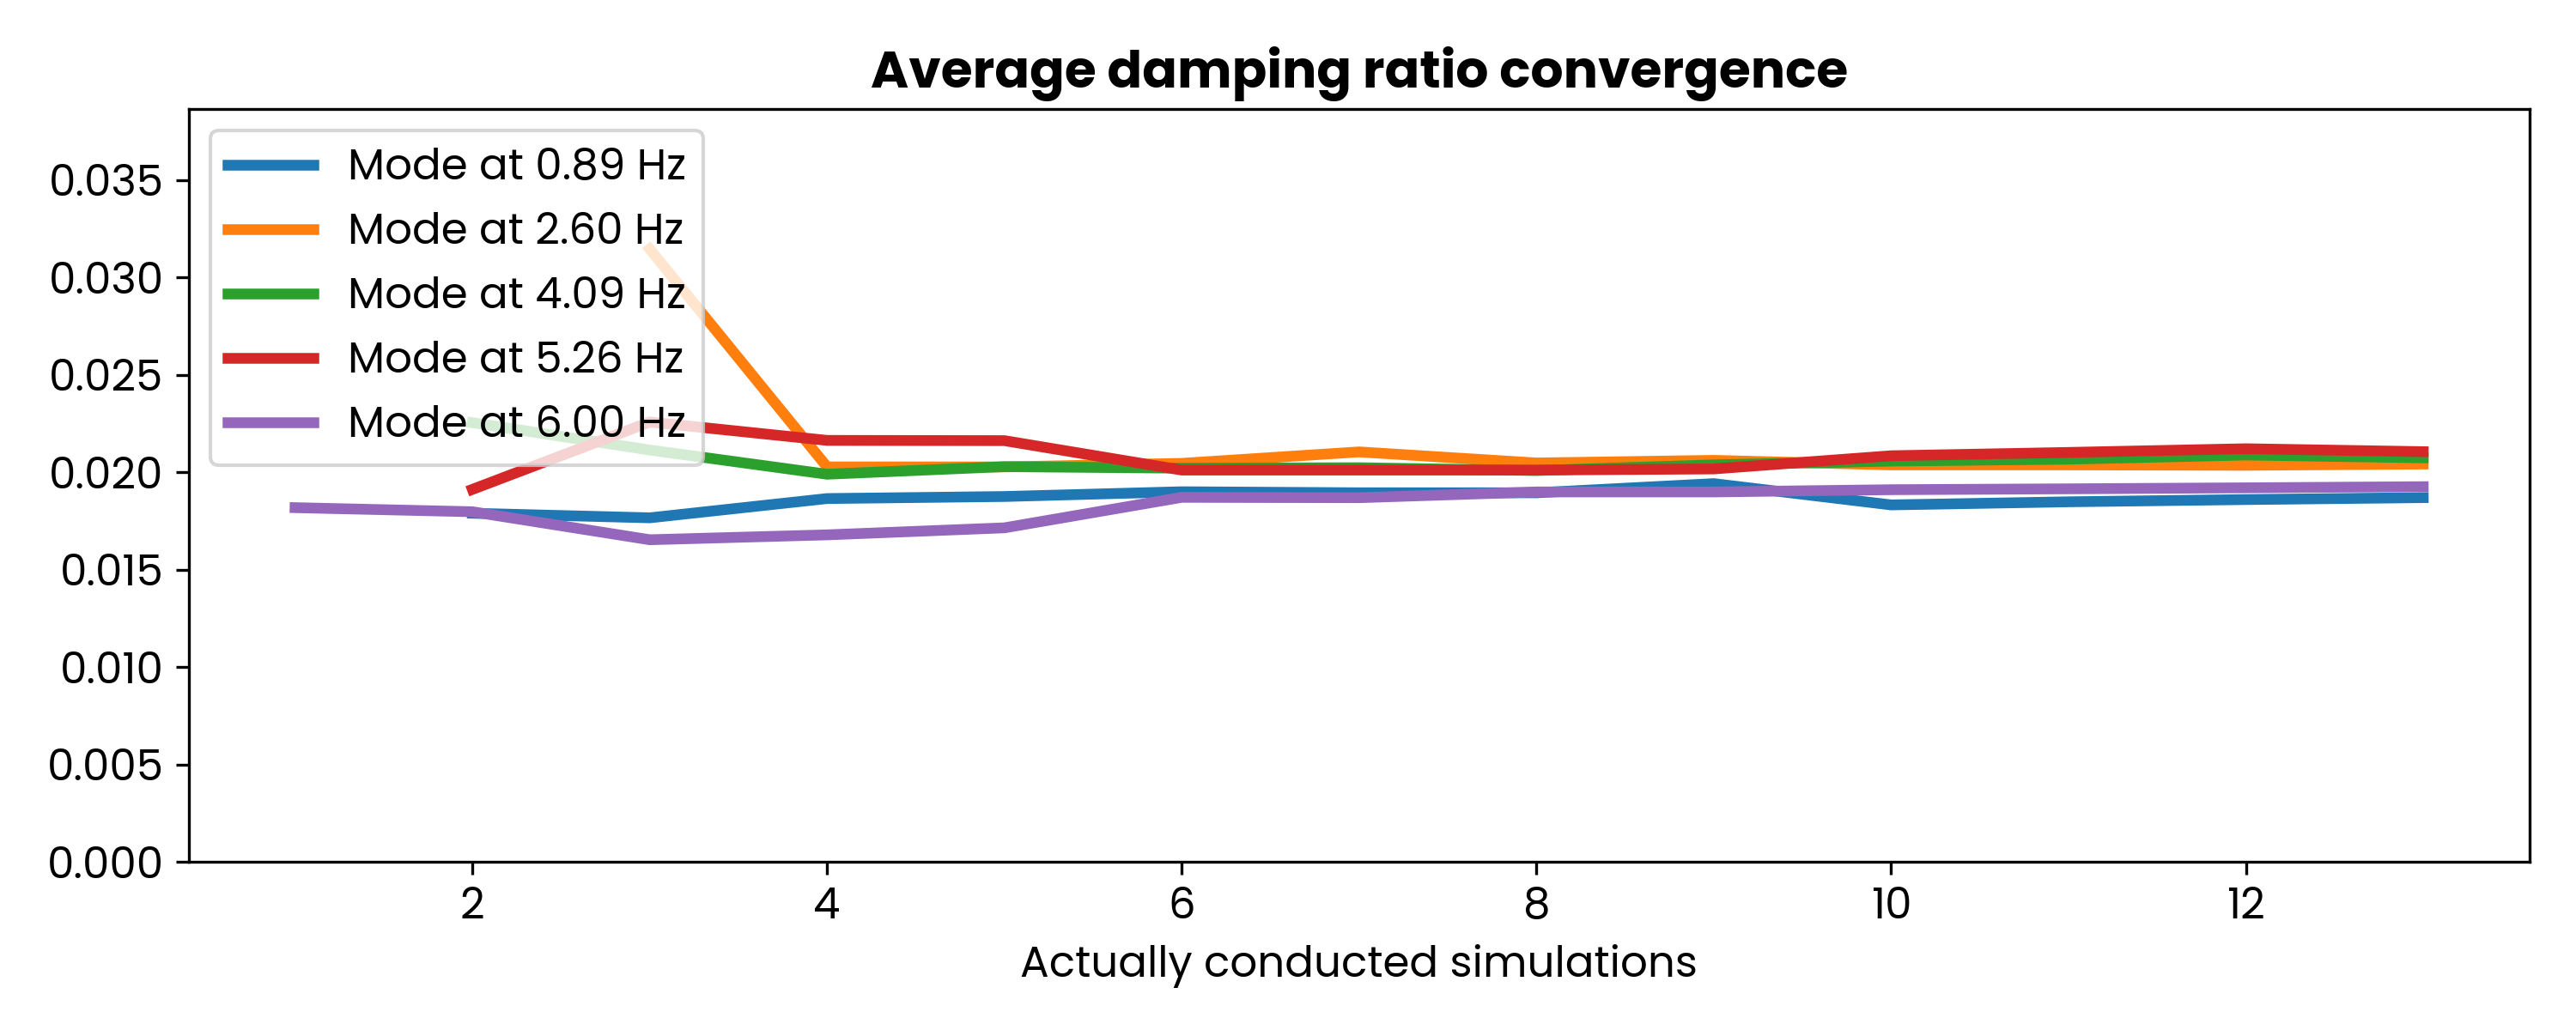 Average damping ratio convergence
Mode at 0.89 Hz
Mode at 2.60 Hz
Mode at 4.09 Hz
Mode at 5.26 Hz
Mode at 6.00 Hz
0.035
0.030
0.025
0.020
0.015
0.010
0.005
0.000
2 4 6 8 10 12
Actually conducted simulations